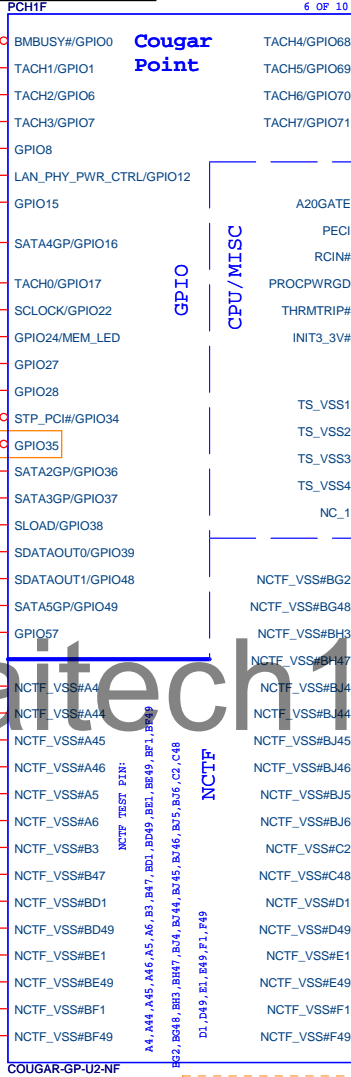 PCH1F
6 OF 10
Cougar
Point
BMBUSY#/GPIO0
TACH1/GPIO1
TACH2/GPIO6
TACH3/GPIO7
GPIO8
LAN_PHY_PWR_CTRL/GPIO12
GPIO15
SATA4GP/GPIO16
TACH0/GPIO17
SCLOCK/GPIO22
GPIO24/MEM_LED
GPIO27
GPIO28
STP_PCI#/GPIO34
GPIO35
SATA2GP/GPIO36
SATA3GP/GPIO37
SLOAD/GPIO38
SDATAOUT0/GPIO39
SDATAOUT1/GPIO48
SATA5GP/GPIO49
GPIO57
GPIO
CPU/MISC
TACH4/GPIO68
TACH5/GPIO69
TACH6/GPIO70
TACH7/GPIO71
A20GATE
PECI
RCIN#
PROCPWRGD
THRMTRIP#
INIT3_3V#
TS_VSS1
TS_VSS2
TS_VSS3
TS_VSS4
NC_1
NCTF_VSS#A4
NCTF_VSS#A44
NCTF_VSS#A45
NCTF_VSS#A46
NCTF_VSS#A5
NCTF_VSS#A6
NCTF_VSS#B3
NCTF_VSS#B47
NCTF_VSS#BD1
NCTF_VSS#BD49
NCTF_VSS#BE1
NCTF_VSS#BE49
NCTF_VSS#BF1
NCTF_VSS#BF49
NCTF TEST PIN:
A4,A44,A45,A46,A5,A6,B3,B47,BD1,BD49,BE1,BE49,BF1,BF49
BG2,BG48,BH3,BH47,BJ4,BJ44,BJ45,BJ46,BJ5,BJ6,C2,C48
D1,D49,E1,E49,F1,F49
NCTF
NCTF_VSS#BG2
NCTF_VSS#BG48
NCTF_VSS#BH3
NCTF_VSS#BH47
NCTF_VSS#BJ4
NCTF_VSS#BJ44
NCTF_VSS#BJ45
NCTF_VSS#BJ46
NCTF_VSS#BJ5
NCTF_VSS#BJ6
NCTF_VSS#C2
NCTF_VSS#C48
NCTF_VSS#D1
NCTF_VSS#D49
NCTF_VSS#E1
NCTF_VSS#E49
NCTF_VSS#F1
NCTF_VSS#F49
COUGAR-GP-U2-NF
aitech1